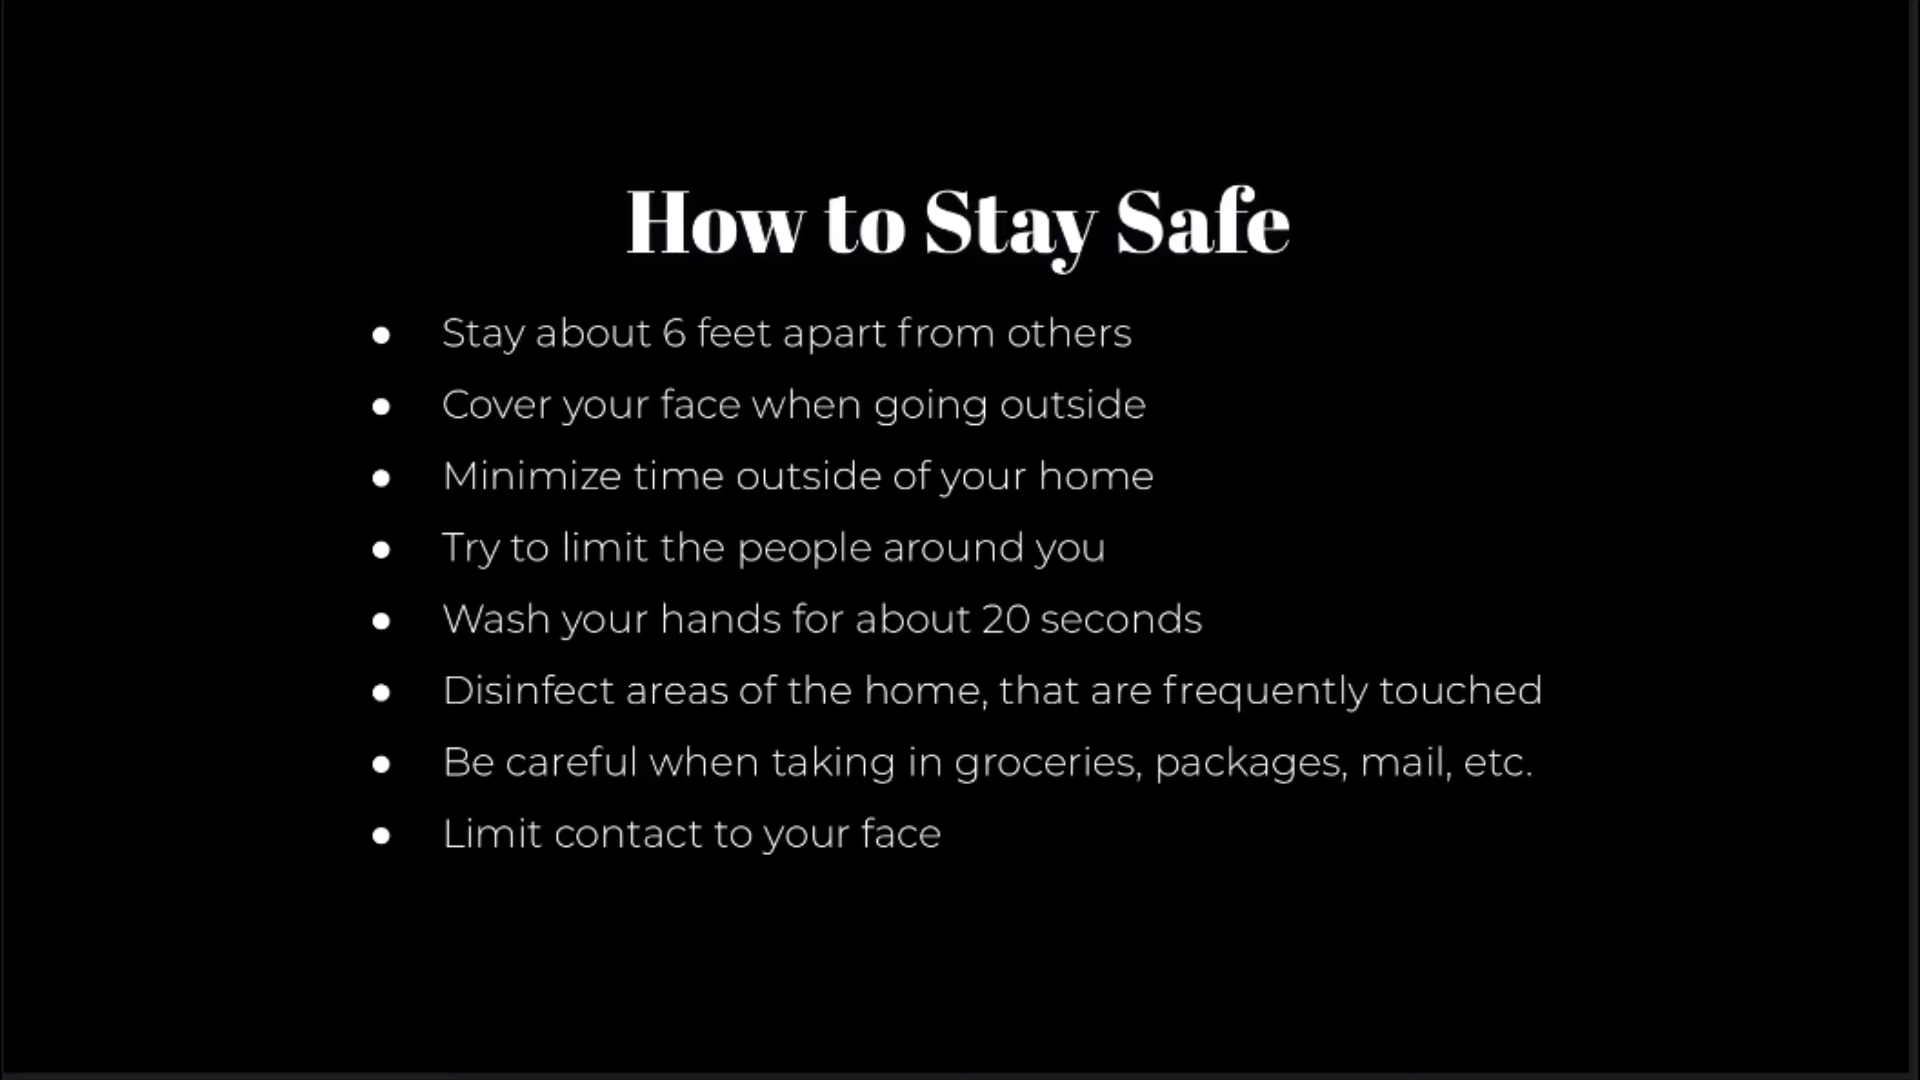 How to Stay Safe
● Stay about 6 feet apart from others
● Cover your face when going outside
● Minimize time outside of your home
● Try to limit the people around you
● Wash your hands for about 20 seconds
● Disinfect areas of the home, that are frequently touched
● Be careful when taking in groceries, packages, mail, etc.
● Limit contact to your face